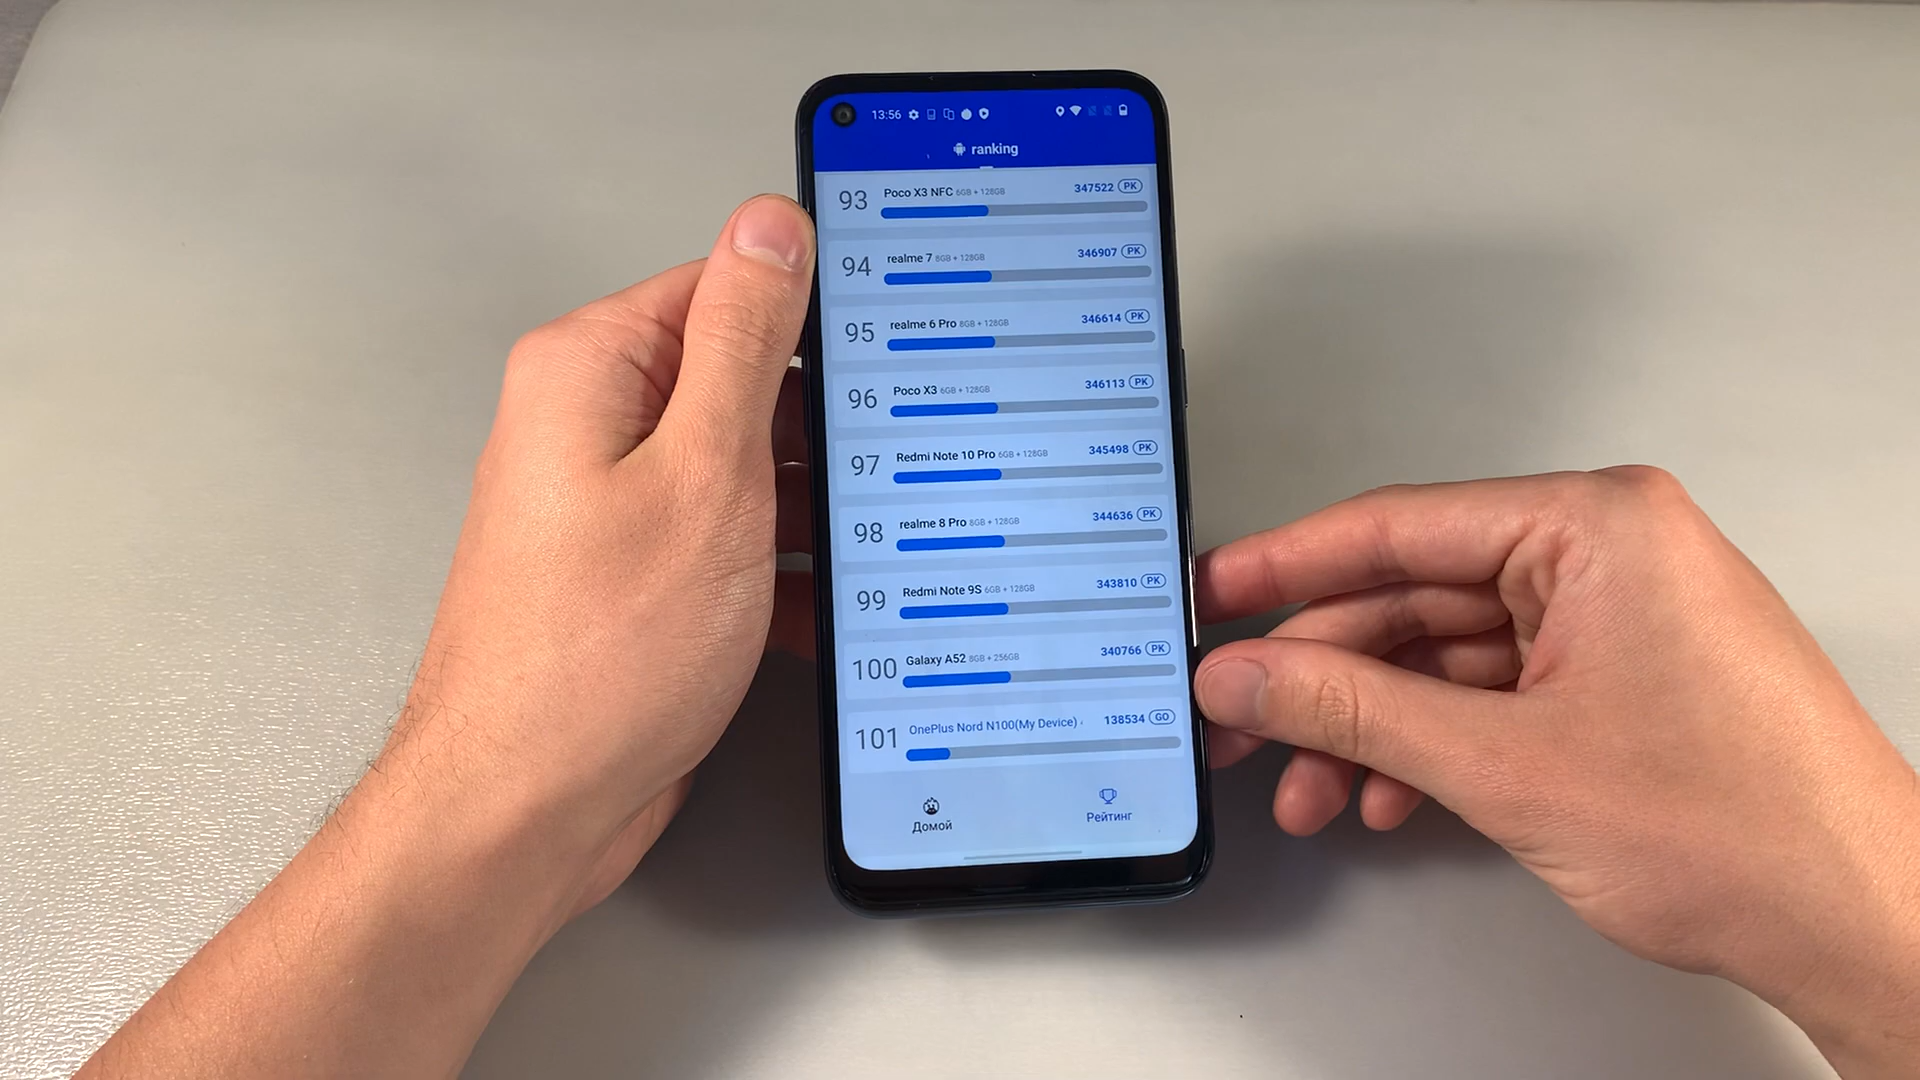 13:56
ranking
93 Poco X3 NFC 6GB + 128GB 347522 PK
94 realme 7 8GB + 128GB 346907 PK
95 realme 6 Pro 8GB + 128GB 346614 PK
96 Poco X3 6GB + 128GB 346113 PK
97 Redmi Note 10 Pro 6GB + 128GB 345498 PK
98 realme 8 Pro 8GB + 128GB 344636 PK
99 Redmi Note 9S 6GB + 128GB 343810 PK
100 Galaxy A52 8GB + 256GB 340766 PK
101 OnePlus Nord N100(My Device) 138534 GO
Домой Рейтинг